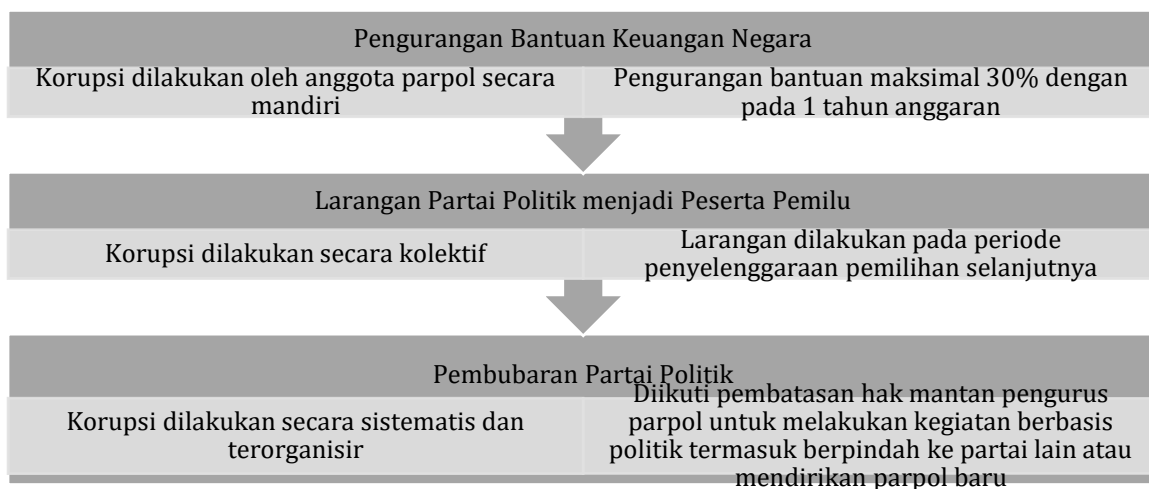 Pengurangan Bantuan Keuangan Negara
Korupsi dilakukan oleh anggota parpol secara
mandiri
Pengurangan bantuan maksimal 30% dengan
pada 1 tahun anggaran
Larangan Partai Politik menjadi Peserta Pemilu
Korupsi dilakukan secara kolektif
Larangan dilakukan pada periode
penyelenggaraan pemilihan selanjutnya
Pembubaran Partai Politik
Korupsi dilakukan secara sistematis dan
terorganisir
Diikuti pembatasan hak mantan pengurus
parpol untuk melakukan kegiatan berbasis
politik termasuk berpindah ke partai lain atau
mendirikan parpol baru